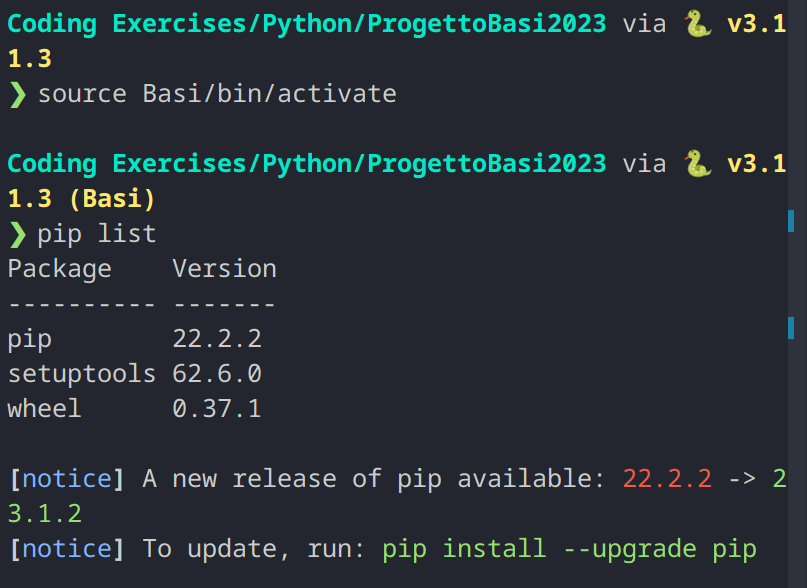 Coding Exercises/Python/ProgettoBasi2023 via 🐍 v3.1
1.3
❯ source Basi/bin/activate
Coding Exercises/Python/ProgettoBasi2023 via 🐍 v3.1
1.3 (Basi)
❯ pip list
Package    Version
---------- -------
pip        22.2.2
setuptools 62.6.0
wheel      0.37.1
[notice] A new release of pip available: 22.2.2 -> 2
3.1.2
[notice] To update, run: pip install --upgrade pip